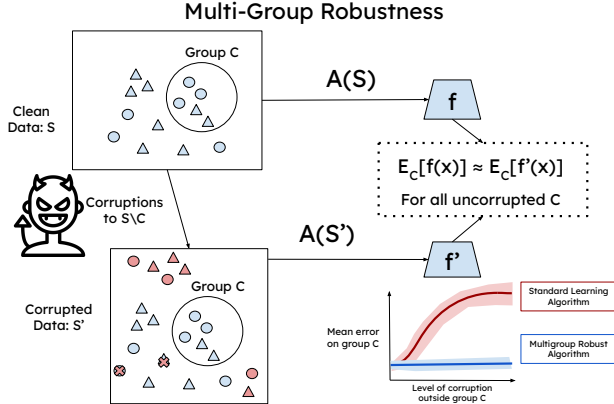 Multi-Group Robustness
Group C
Clean
Data: S
A(S)
f
E_C[f(x)] ≈ E_C[f'(x)]
For all uncorrupted C
Corruptions
to S\C
A(S')
f'
Group C
Corrupted
Data: S'
Mean error
on group C
Standard Learning
Algorithm
Multigroup Robust
Algorithm
Level of corruption
outside group C